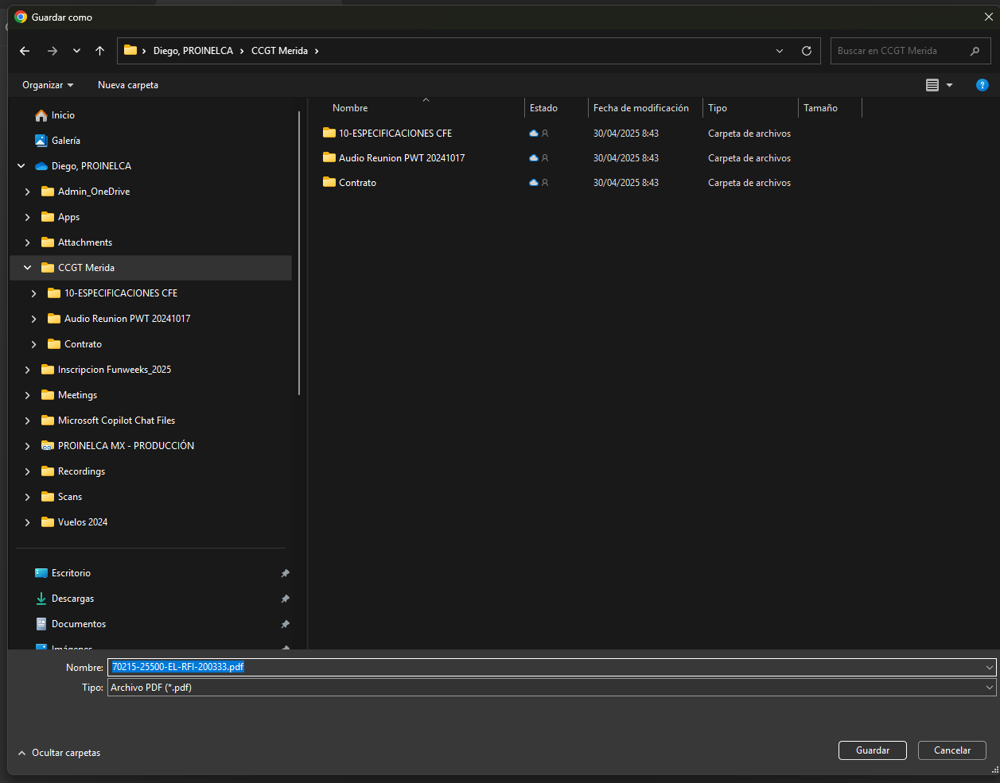 Guardar como
Diego, PROINELCA
CCGT Merida
Buscar en CCGT Merida
Organizar
Nueva carpeta
Inicio
Galería
Diego, PROINELCA
Admin_OneDrive
Apps
Attachments
CCGT Merida
10-ESPECIFICACIONES CFE
Audio Reunion PWT 20241017
Contrato
Inscripcion Funweeks_2025
Meetings
Microsoft Copilot Chat Files
PROINELCA MX - PRODUCCIÓN
Recordings
Scans
Vuelos 2024
Escritorio
Descargas
Documentos
Imágenes
Nombre Estado Fecha de modificación Tipo Tamaño
10-ESPECIFICACIONES CFE 30/04/2025 8:43 Carpeta de archivos
Audio Reunion PWT 20241017 30/04/2025 8:43 Carpeta de archivos
Contrato 30/04/2025 8:43 Carpeta de archivos
Nombre: 70215-25500-EL-RFI-200333.pdf
Tipo: Archivo PDF (*.pdf)
Ocultar carpetas
Guardar
Cancelar